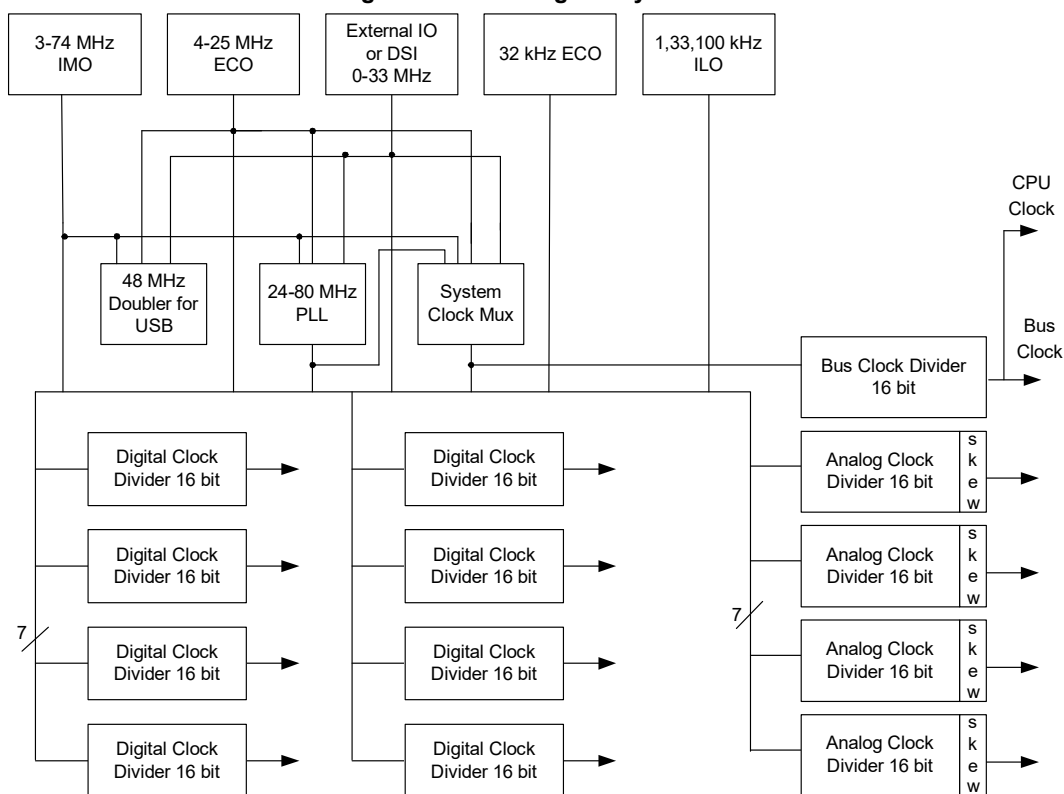 3-74 MHz
IMO
4-25 MHz
ECO
External IO
or DSI
0-33 MHz
32 kHz ECO
1,33,100 kHz
ILO
CPU
Clock
48 MHz
Doubler for
USB
24-80 MHz
PLL
System
Clock Mux
Bus
Clock
Bus Clock Divider
16 bit
Digital Clock
Divider 16 bit
Digital Clock
Divider 16 bit
Analog Clock
Divider 16 bit
s
k
e
w
Digital Clock
Divider 16 bit
Digital Clock
Divider 16 bit
Analog Clock
Divider 16 bit
s
k
e
w
7
7
Digital Clock
Divider 16 bit
Digital Clock
Divider 16 bit
Analog Clock
Divider 16 bit
s
k
e
w
Digital Clock
Divider 16 bit
Digital Clock
Divider 16 bit
Analog Clock
Divider 16 bit
s
k
e
w